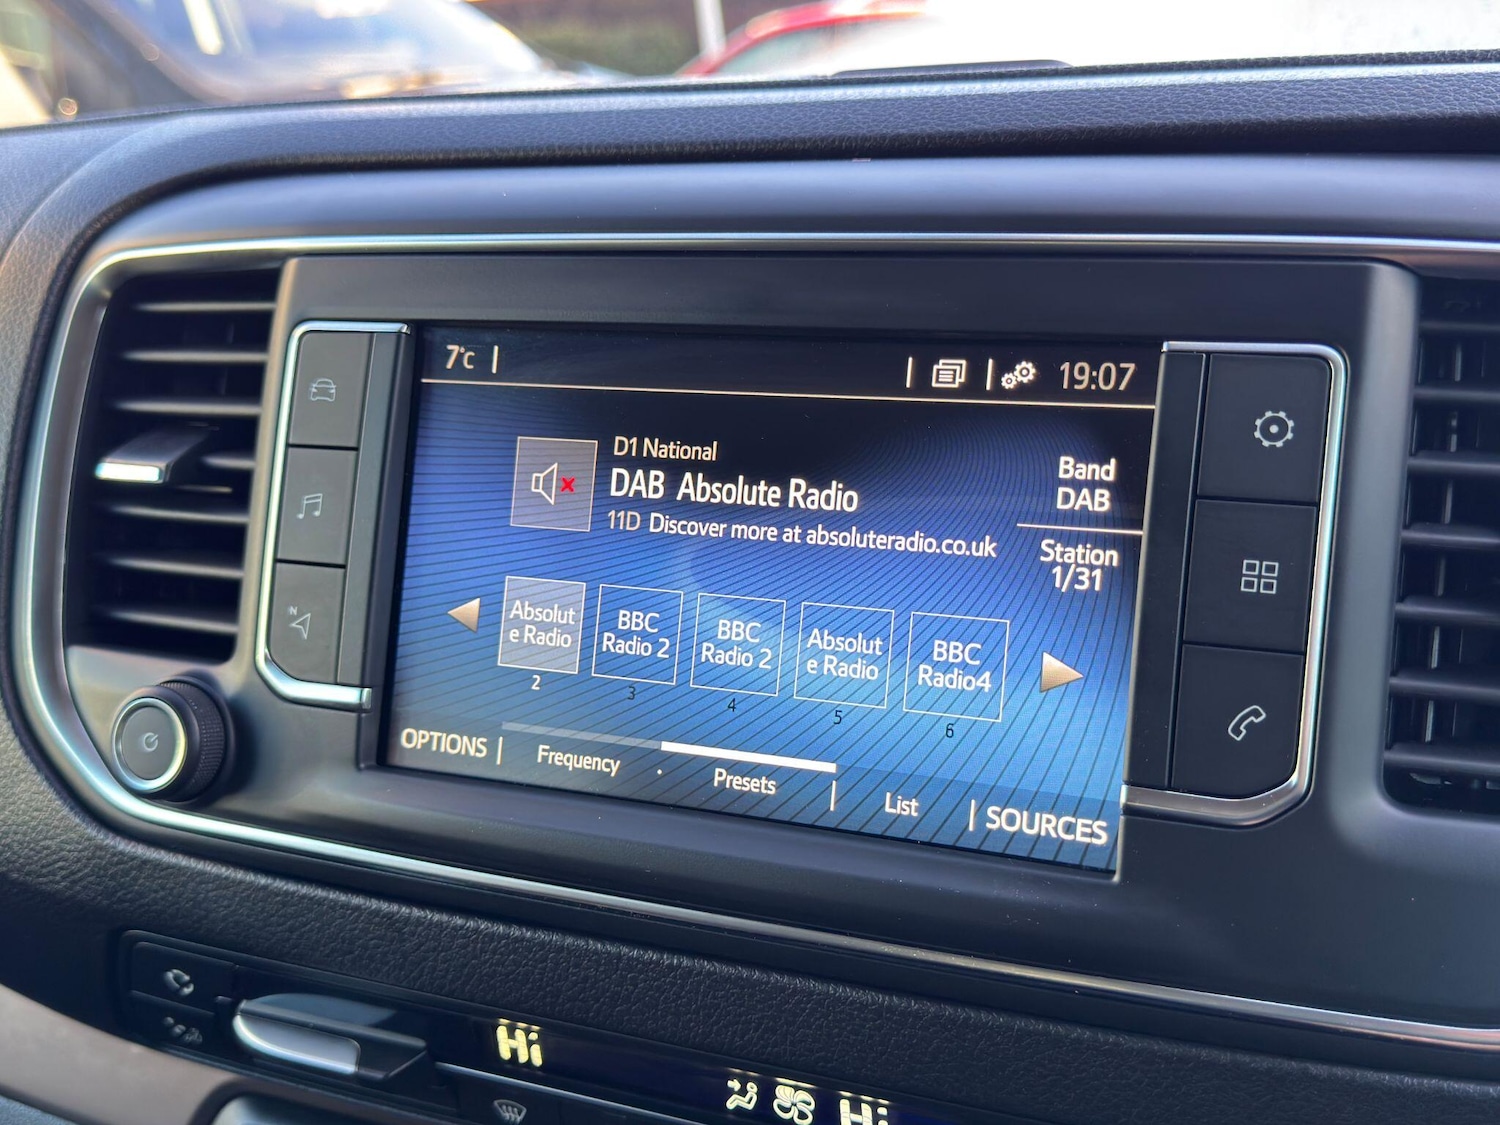 7°C
19:07
D1 National
DAB Absolute Radio
11D Discover more at absoluteradio.co.uk
Band
DAB
Station
1/31
Absolut
e Radio
2
BBC
Radio 2
3
BBC
Radio 2
4
Absolut
e Radio
5
BBC
Radio4
6
OPTIONS
Frequency
Presets
List
SOURCES
N
Hi
Hi